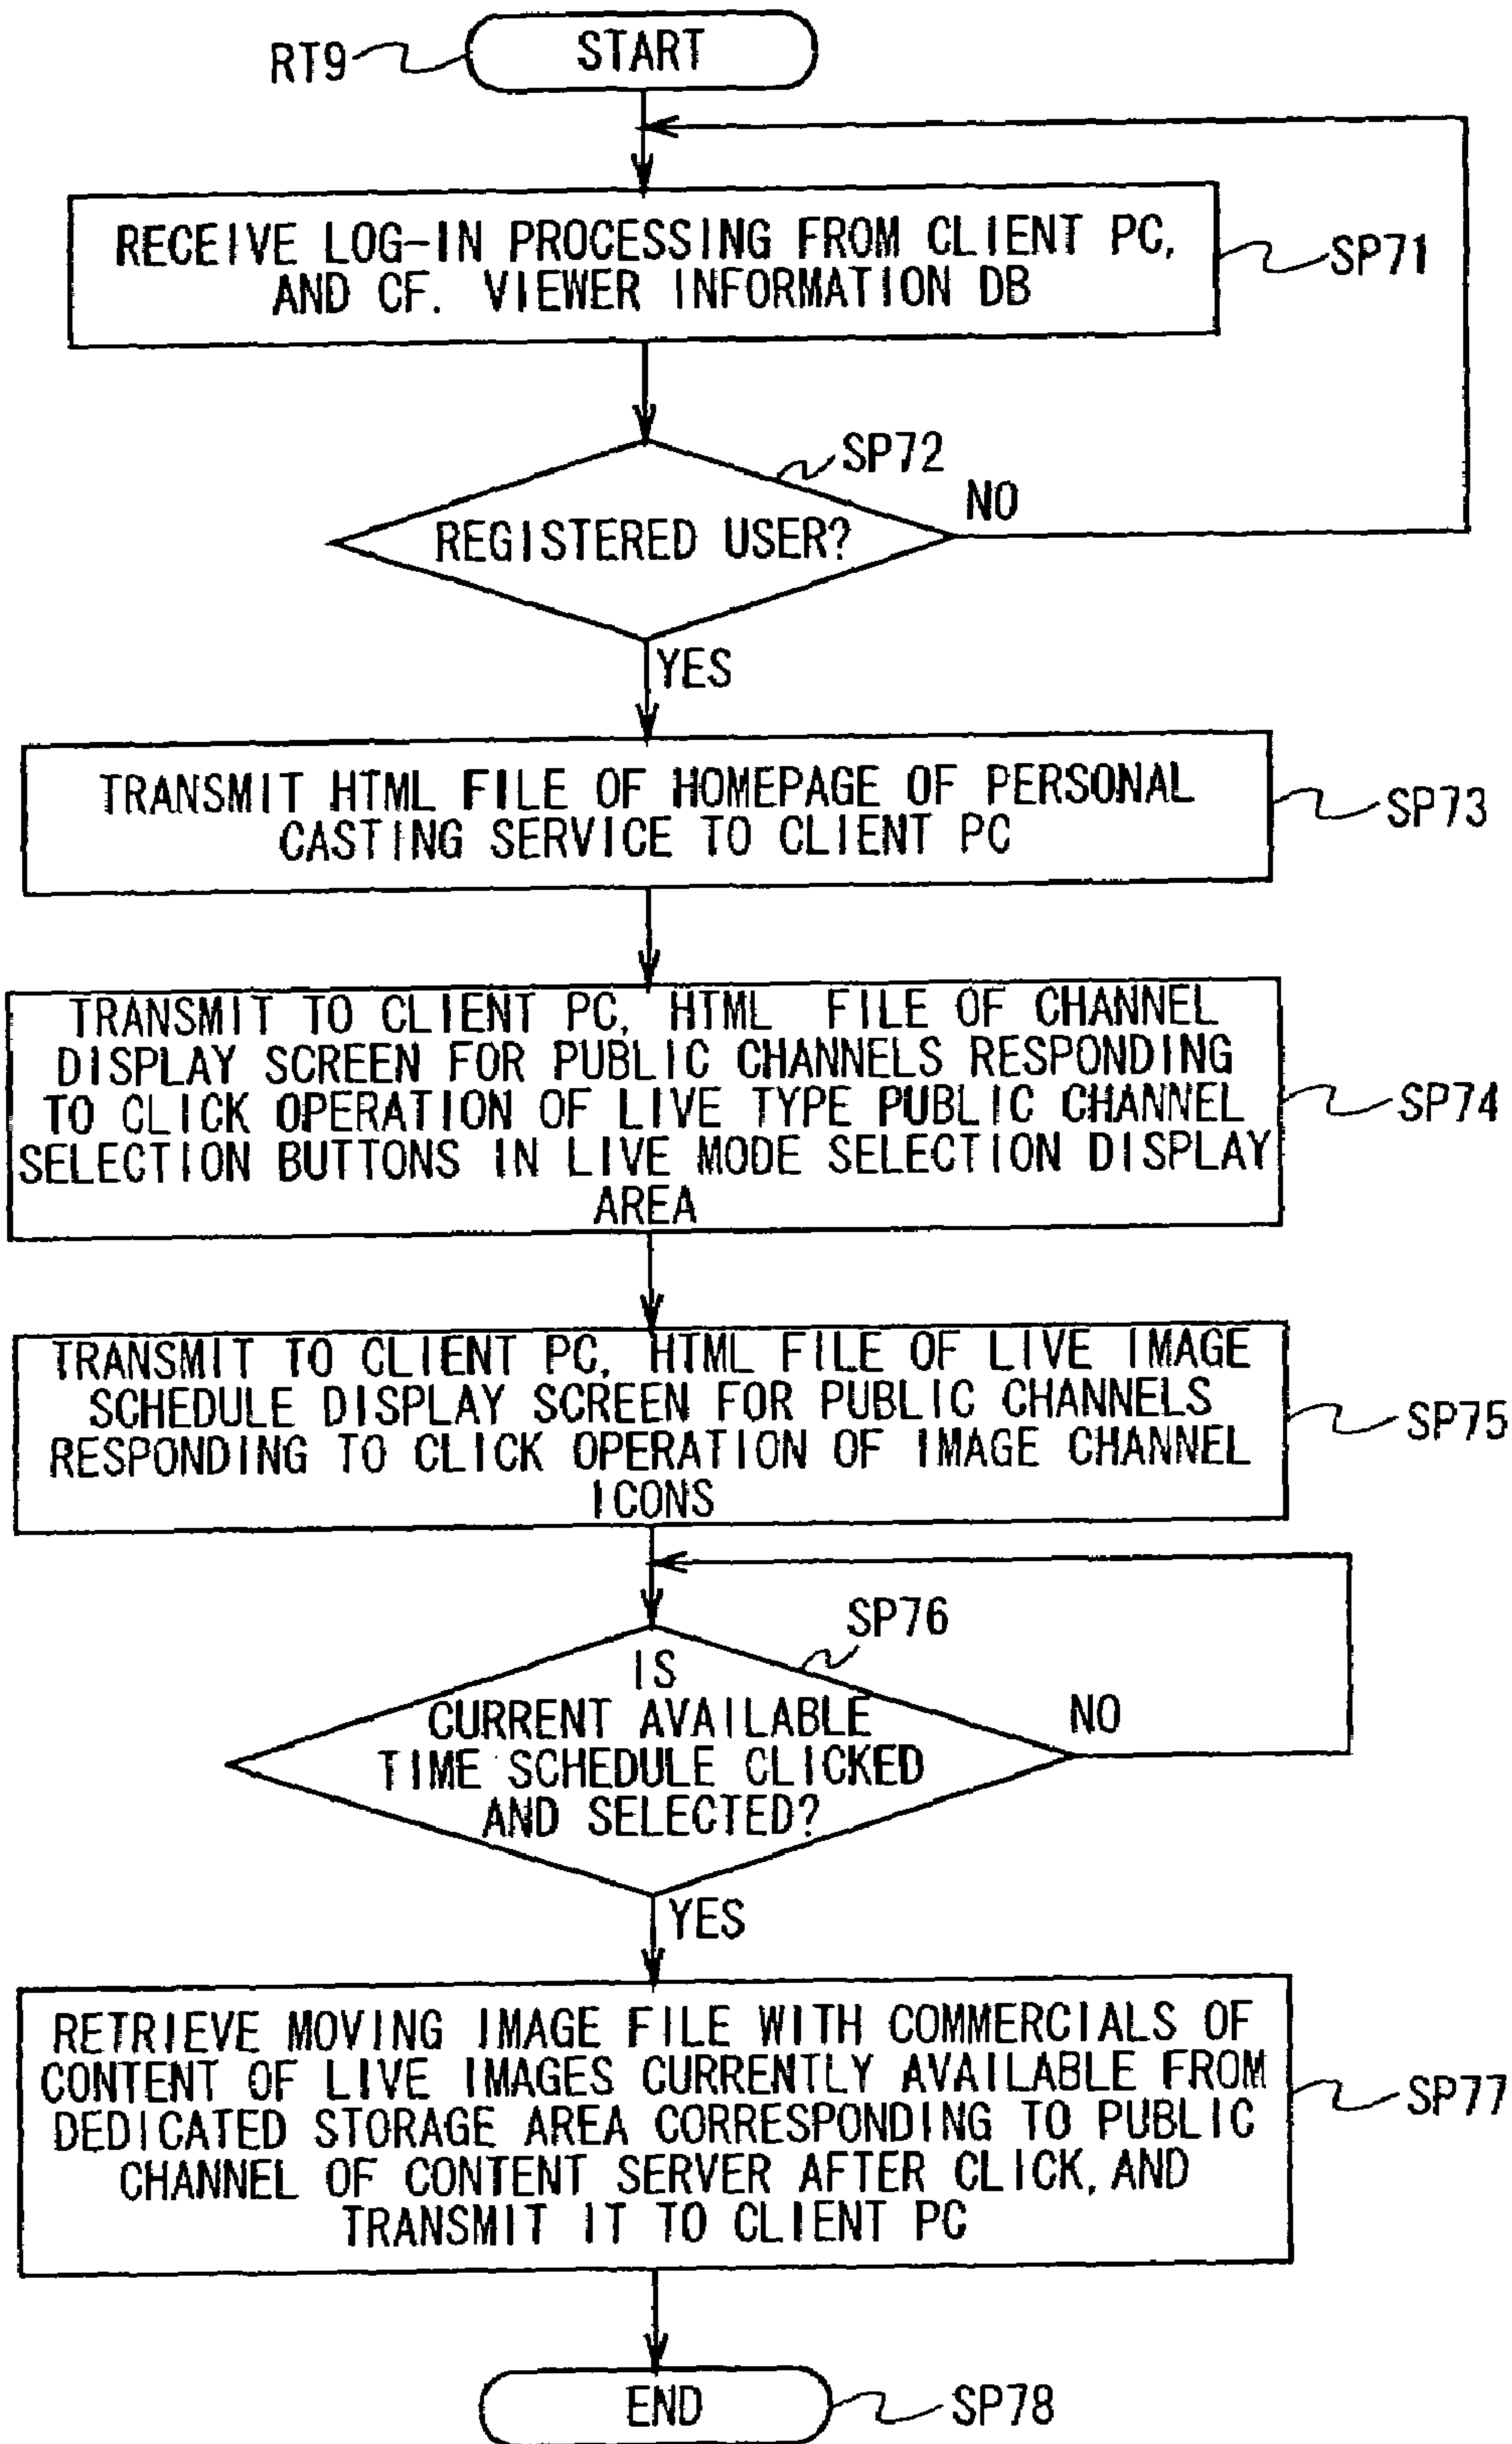 RT9
START
RECEIVE LOG-IN PROCESSING FROM CLIENT PC,
AND CF. VIEWER INFORMATION DB
SP71
SP72
REGISTERED USER?
NO
YES
TRANSMIT HTML FILE OF HOMEPAGE OF PERSONAL
CASTING SERVICE TO CLIENT PC
SP73
TRANSMIT TO CLIENT PC, HTML FILE OF CHANNEL
DISPLAY SCREEN FOR PUBLIC CHANNELS RESPONDING
TO CLICK OPERATION OF LIVE TYPE PUBLIC CHANNEL
SELECTION BUTTONS IN LIVE MODE SELECTION DISPLAY
AREA
SP74
TRANSMIT TO CLIENT PC, HTML FILE OF LIVE IMAGE
SCHEDULE DISPLAY SCREEN FOR PUBLIC CHANNELS
RESPONDING TO CLICK OPERATION OF IMAGE CHANNEL
ICONS
SP75
SP76
IS
CURRENT AVAILABLE
TIME SCHEDULE CLICKED
AND SELECTED?
NO
YES
RETRIEVE MOVING IMAGE FILE WITH COMMERCIALS OF
CONTENT OF LIVE IMAGES CURRENTLY AVAILABLE FROM
DEDICATED STORAGE AREA CORRESPONDING TO PUBLIC
CHANNEL OF CONTENT SERVER AFTER CLICK, AND
TRANSMIT IT TO CLIENT PC
SP77
END
SP78